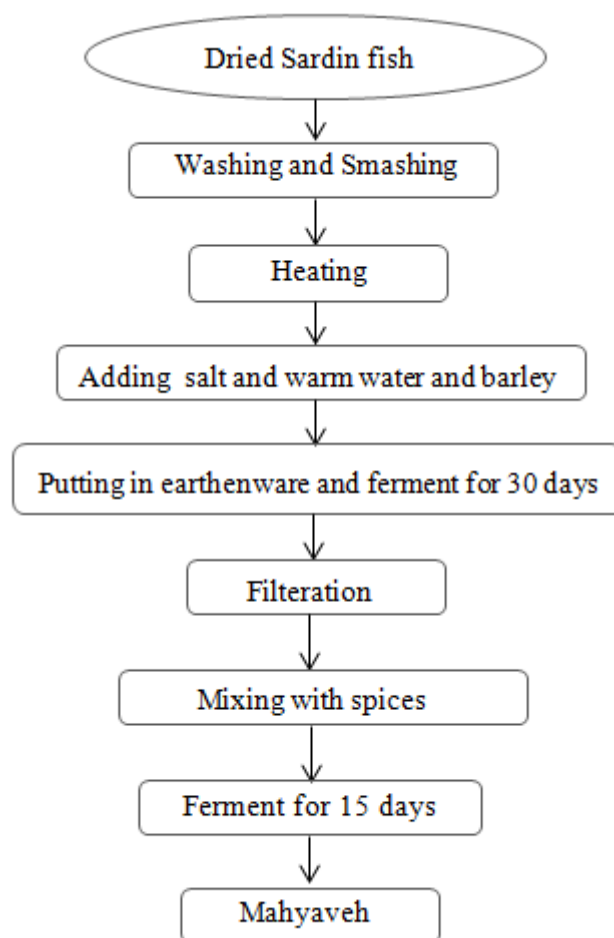 Dried Sardin fish
Washing and Smashing
Heating
Adding salt and warm water and barley
Putting in earthenware and ferment for 30 days
Filteration
Mixing with spices
Ferment for 15 days
Mahyaveh